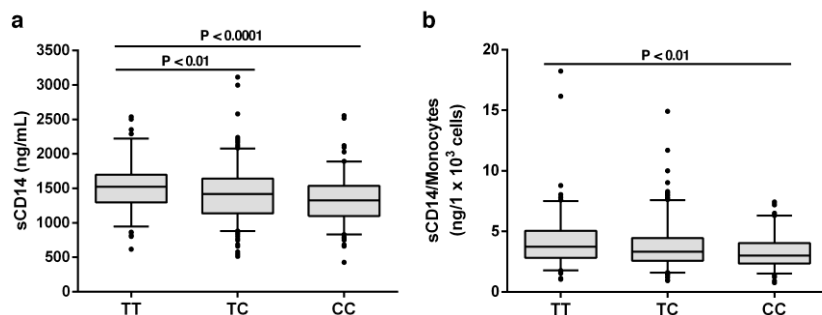 a
P < 0.0001
P < 0.01
sCD14 (ng/mL)
3500
3000
2500
2000
1500
1000
500
0
TT TC CC
b
P < 0.01
sCD14/Monocytes
(ng/1 x 10³ cells)
20
15
10
5
0
TT TC CC